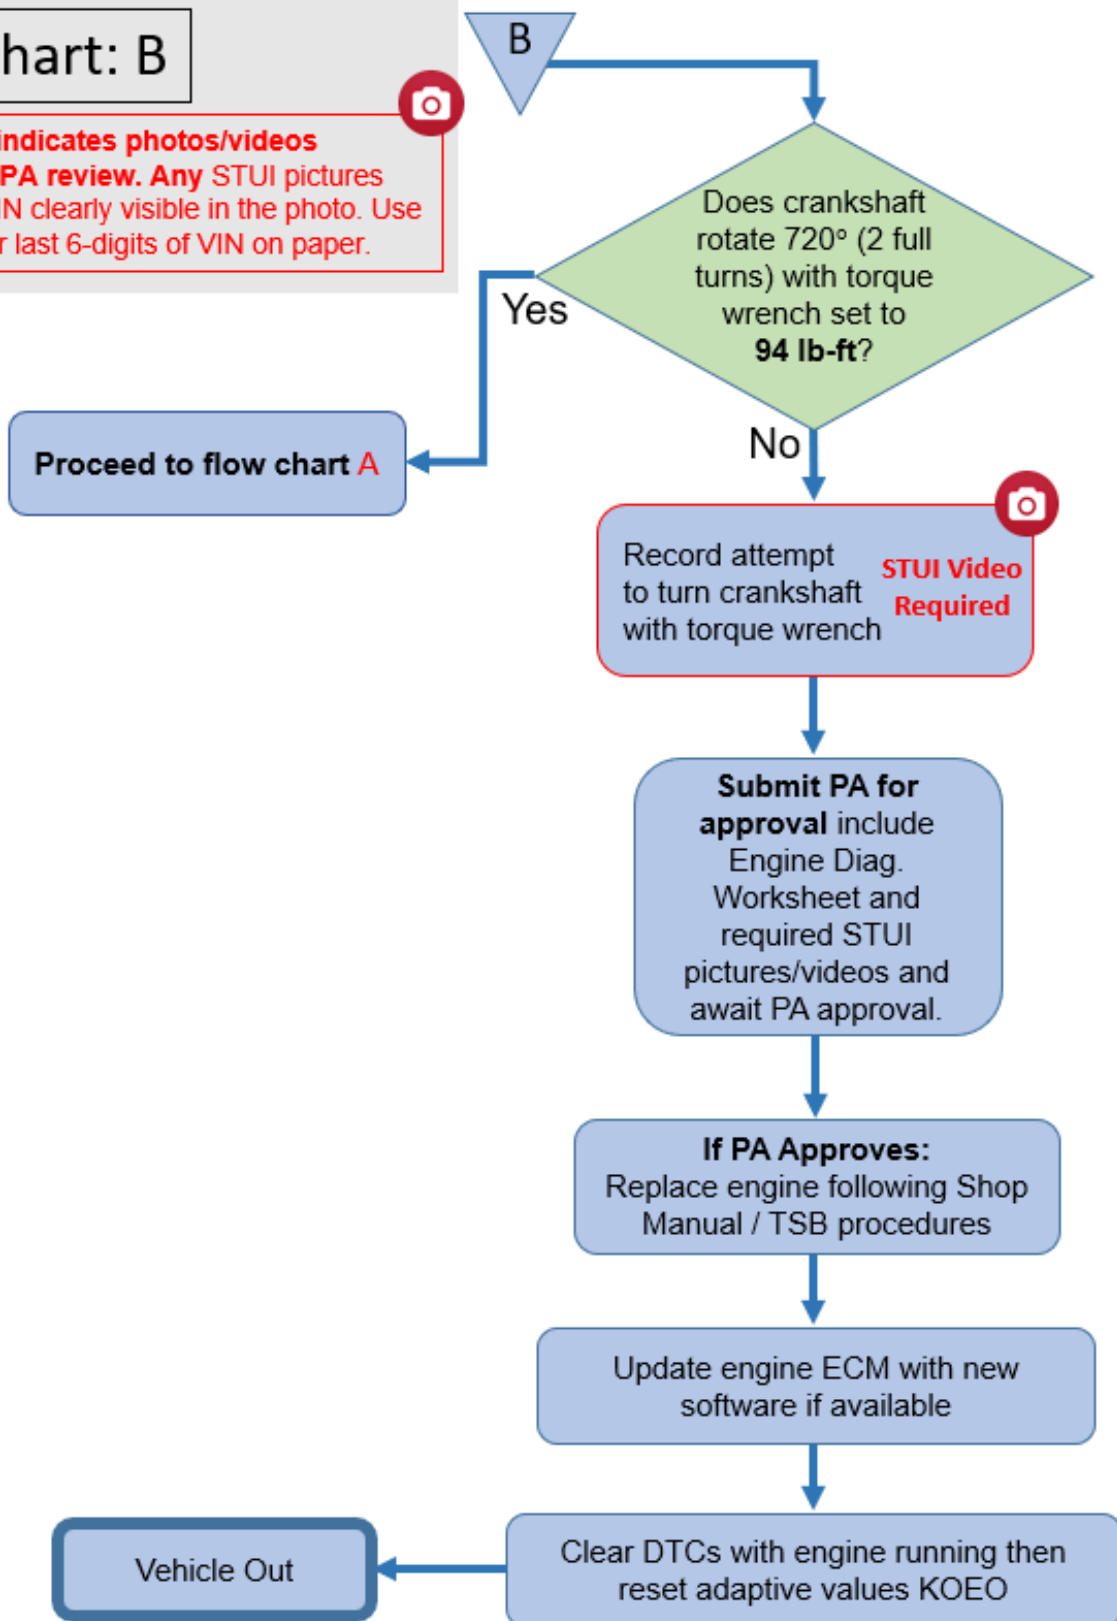 hart: B
indicates photos/videos
PA review. Any STUI pictures
IN clearly visible in the photo. Use
r last 6-digits of VIN on paper.
B
Does crankshaft
rotate 720° (2 full
turns) with torque
wrench set to
94 lb-ft?
Yes
No
Proceed to flow chart A
Record attempt
to turn crankshaft
with torque wrench
STUI Video
Required
Submit PA for
approval include
Engine Diag.
Worksheet and
required STUI
pictures/videos and
await PA approval.
If PA Approves:
Replace engine following Shop
Manual / TSB procedures
Update engine ECM with new
software if available
Clear DTCs with engine running then
reset adaptive values KOEO
Vehicle Out